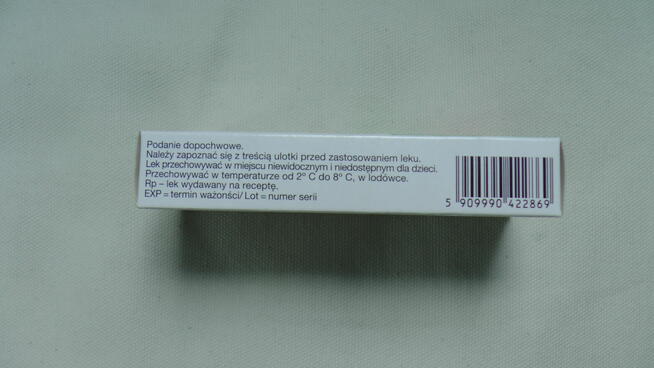 Podanie dopochwowe.
Należy zapoznać się z treścią ulotki przed zastosowaniem leku.
Lek przechowywać w miejscu niewidocznym i niedostępnym dla dzieci.
Przechowywać w temperaturze od 2° C do 8° C, w lodówce.
Rp – lek wydawany na receptę.
EXP = termin ważonści/ Lot = numer serii
5 909990 422869